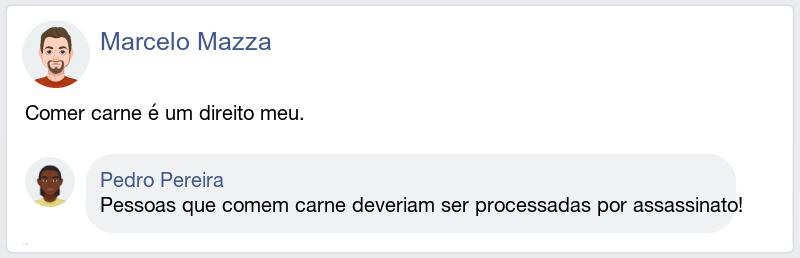 Marcelo Mazza
Comer carne é um direito meu.
Pedro Pereira
Pessoas que comem carne deveriam ser processadas por assassinato!